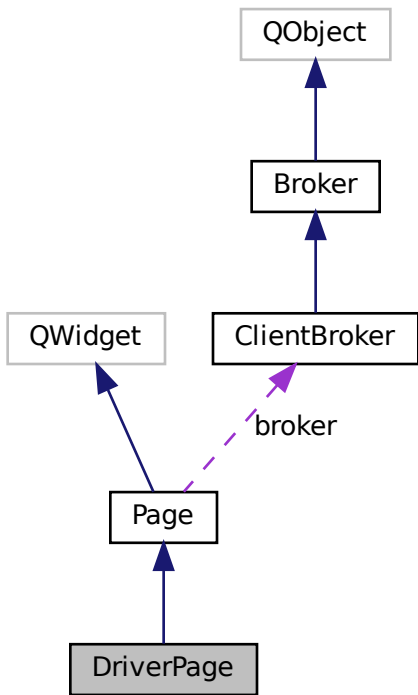 QObject
Broker
QWidget
ClientBroker
broker
Page
DriverPage